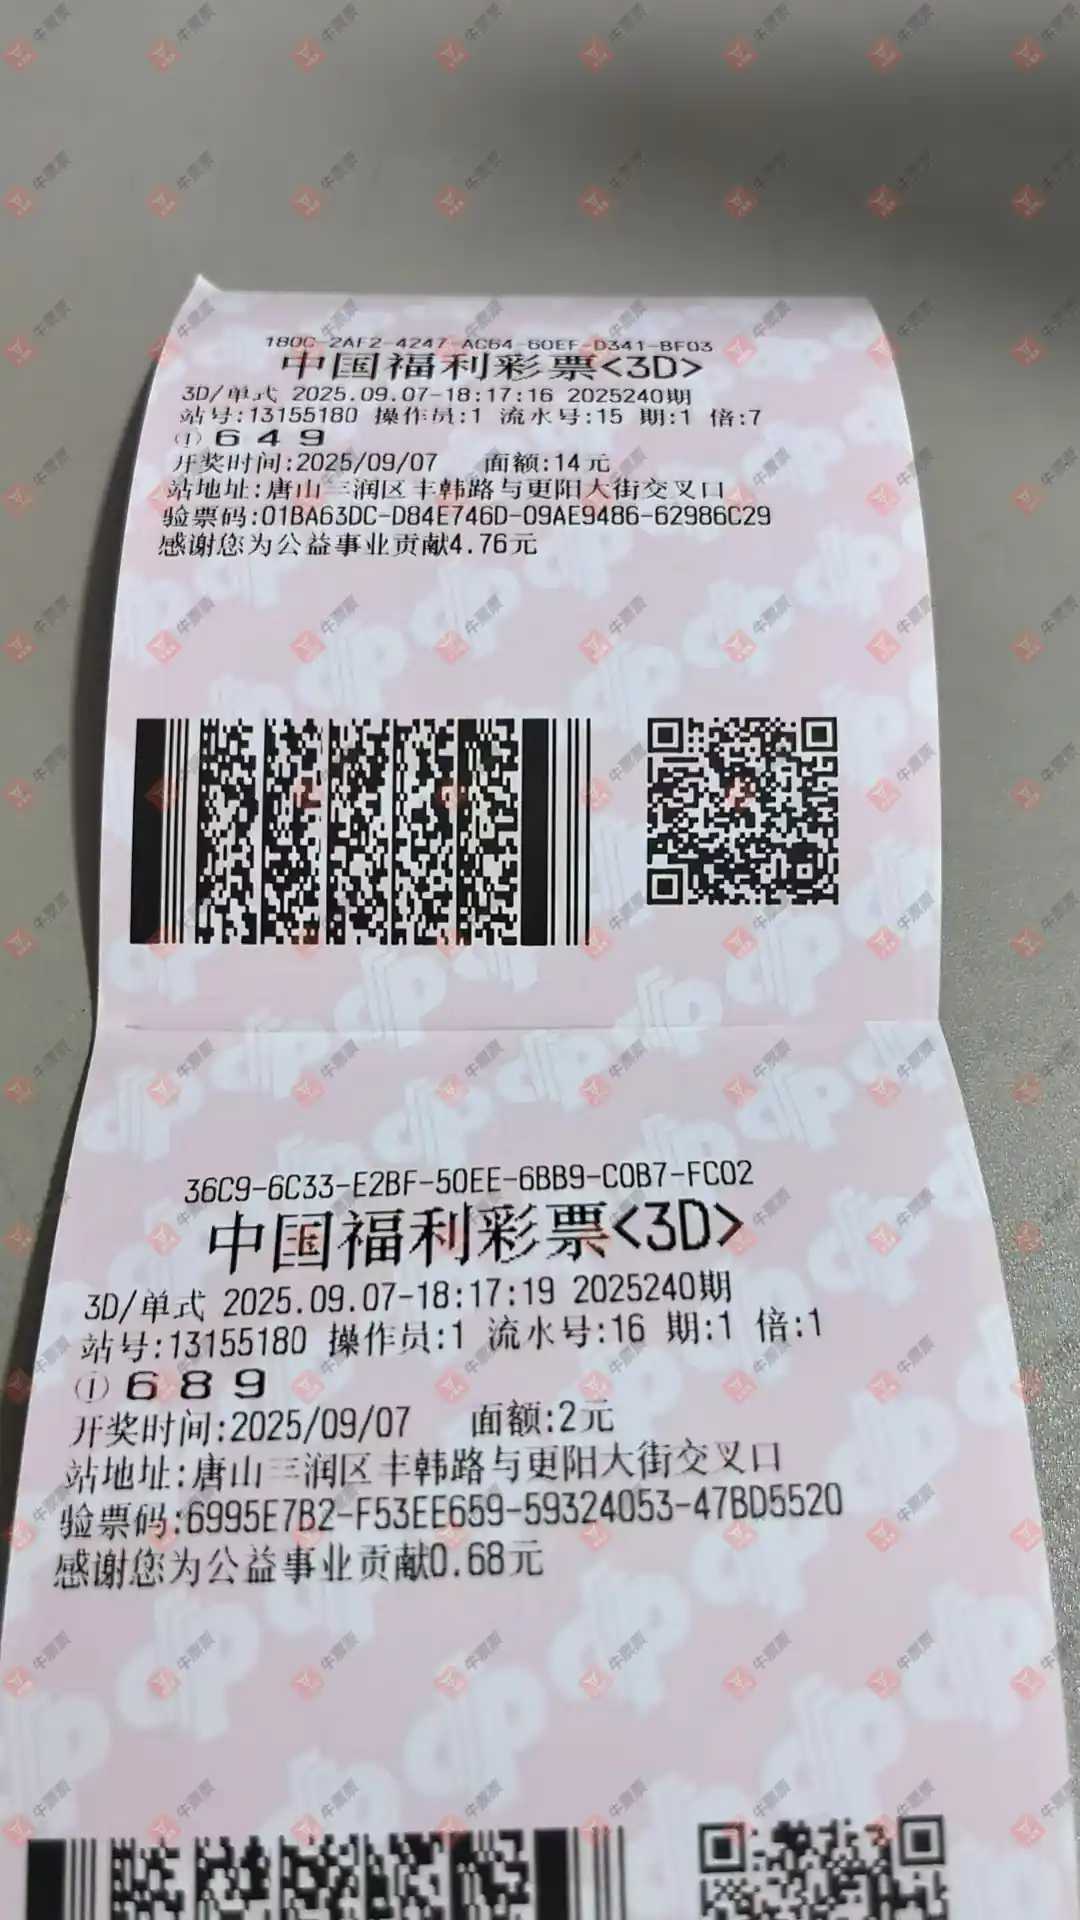 180C-2AF2-4247-AC64-60EF-D341-BF03
中国福利彩票<3D>
3D/单式 2025.09.07-18:17:16 2025240期
站号:13155180 操作员:1 流水号:15 期:1 倍:7
① 6 4 9
开奖时间:2025/09/07 面额:14元
站地址:唐山三润区丰韩路与更阳大街交叉口
验票码:01BA63DC-D84E746D-09AE9486-62986C29
感谢您为公益事业贡献4.76元
36C9-6C33-E2BF-50EE-6BB9-C0B7-FC02
中国福利彩票<3D>
3D/单式 2025.09.07-18:17:19 2025240期
站号:13155180 操作员:1 流水号:16 期:1 倍:1
① 6 8 9
开奖时间:2025/09/07 面额:2元
站地址:唐山三润区丰韩路与更阳大街交叉口
验票码:6995E7B2-F53EE659-59324053-47BD5520
感谢您为公益事业贡献0.68元
牛票票